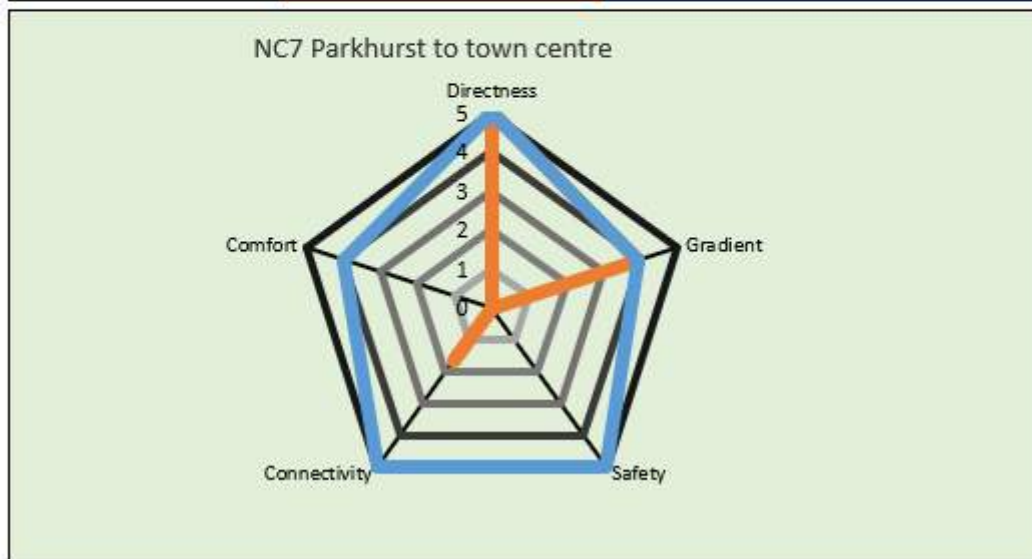 NC7 Parkhurst to town centre
Directness
5
4
3
2
1
0
Comfort
Gradient
Connectivity
Safety